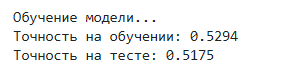 Обучение модели...
Точность на обучении: 0.5294
Точность на тесте: 0.5175